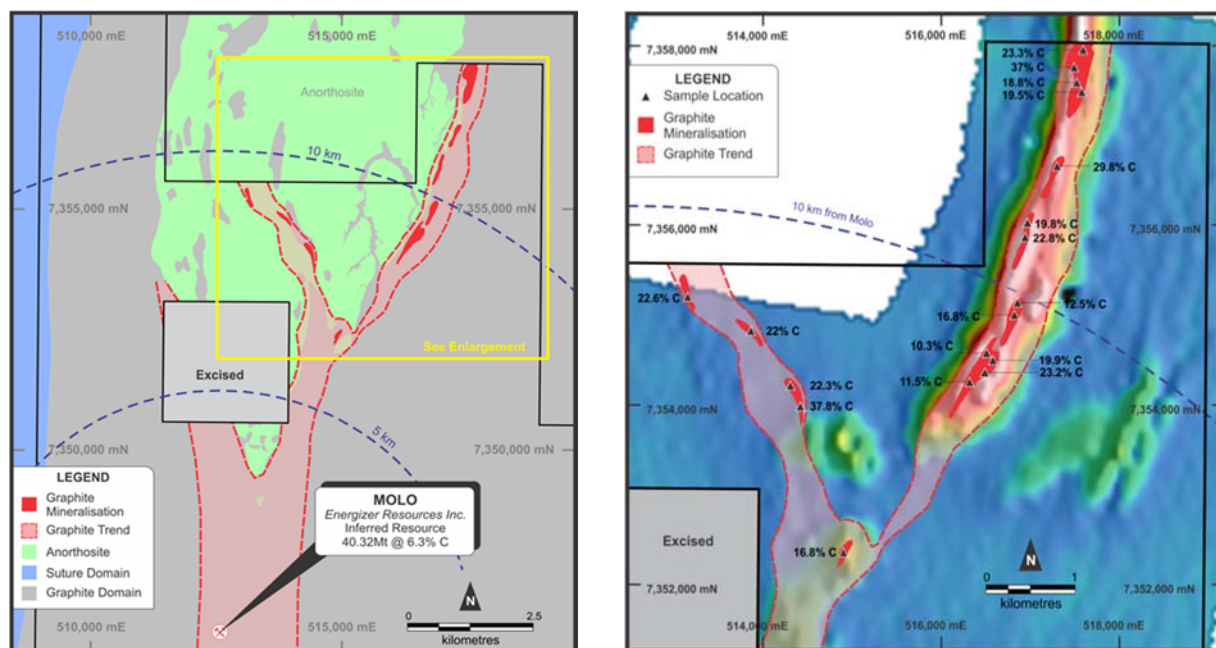 510,000 mE
515,000 mE
Anorthosite
10 km
7,355,000 mN
7,355,000 mN
See Enlargement
Excised
5 km
7,350,000 mN
7,350,000 mN
LEGEND
Graphite
Mineralisation
Graphite Trend
Anorthosite
Suture Domain
Graphite Domain
MOLO
Energizer Resources Inc.
Inferred Resource
40.32Mt @ 6.3% C
N
0
2.5
kilometres
510,000 mE
515,000 mE
514,000 mE
516,000 mE
518,000 mE
7,358,000 mN
7,358,000 mN
LEGEND
Sample Location
Graphite
Mineralisation
Graphite Trend
23.3% C
37% C
18.8% C
19.5% C
29.8% C
10 km from Molo
7,356,000 mN
7,356,000 mN
19.8% C
22.8% C
22.6% C
12.5% C
16.8% C
22% C
10.3% C
19.9% C
23.2% C
11.5% C
22.3% C
37.8% C
7,354,000 mN
7,354,000 mN
Excised
16.8% C
N
0
1
kilometres
7,352,000 mN
7,352,000 mN
514,000 mE
516,000 mE
518,000 mE